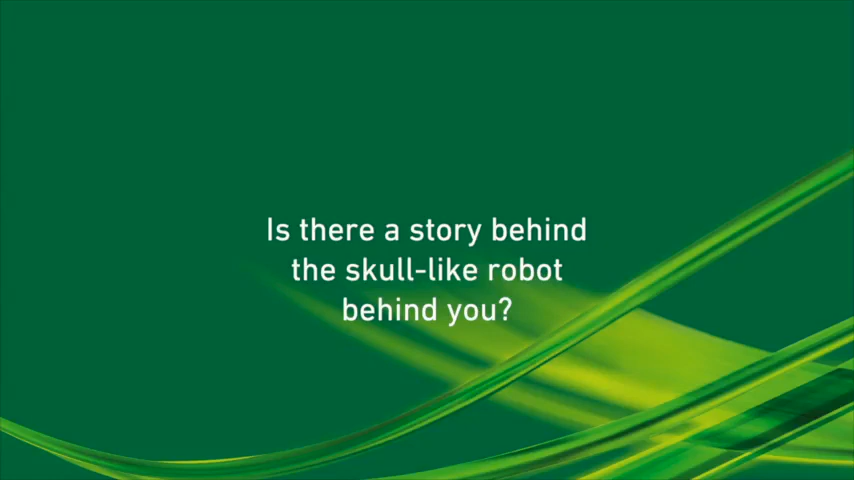 Is there a story behind
the skull-like robot
behind you?